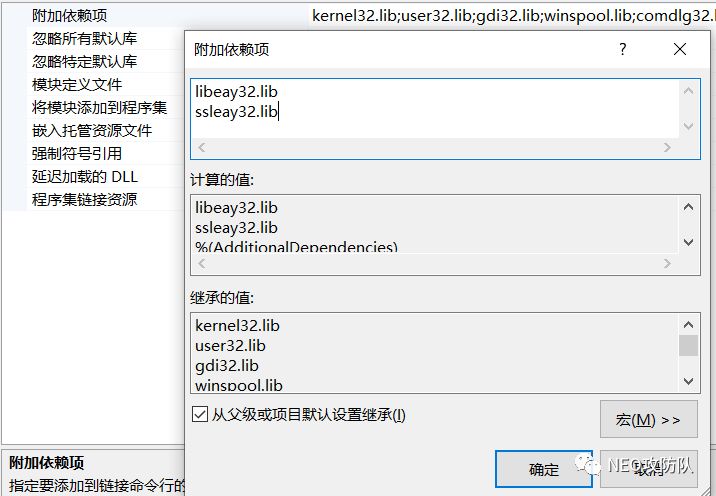 附加依赖项 kernel32.lib;user32.lib;gdi32.lib;winspool.lib;comdlg32.l
忽略所有默认库
忽略特定默认库
模块定义文件
将模块添加到程序集
嵌入托管资源文件
强制符号引用
延迟加载的 DLL
程序集链接资源
附加依赖项
指定要添加到链接命令行的
附加依赖项 ?
libeay32.lib
ssleay32.lib
计算的值:
libeay32.lib
ssleay32.lib
%(AdditionalDependencies)
继承的值:
kernel32.lib
user32.lib
gdi32.lib
winspool.lib
从父级或项目默认设置继承(I)
宏(M) >>
确定
取消
NEO攻防队